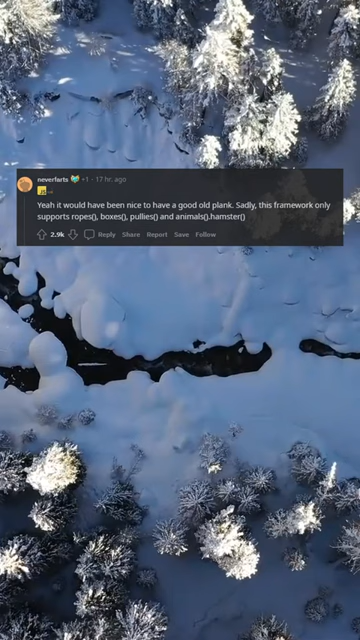 neverfarts +1 · 17 hr. ago
Yeah it would have been nice to have a good old plank. Sadly, this framework only
supports ropes(), boxes(), pullies() and animals().hamster()
2.9k Reply Share Report Save Follow